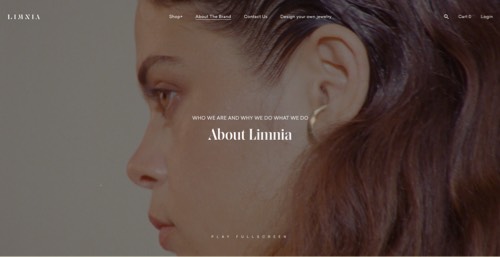 LIMNIA
Shop+
About The Brand
Contact Us
Design your own jewelry
Cart 0
Login
WHO WE ARE AND WHY WE DO WHAT WE DO
About Limnia
PLAY FULLSCREEN